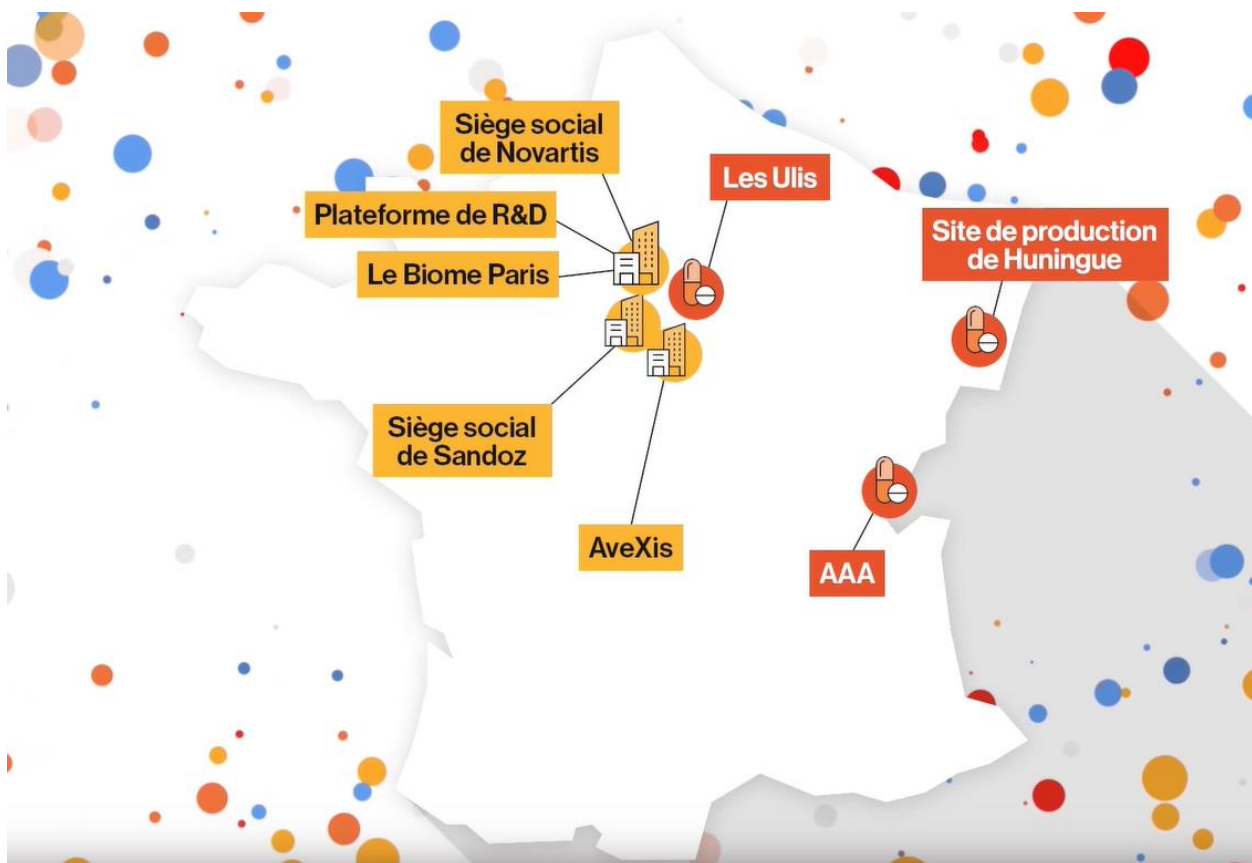 Siège social
de Novartis
Les Ulis
Plateforme de R&D
Site de production
de Huningue
Le Biome Paris
Siège social
de Sandoz
AveXis
AAA